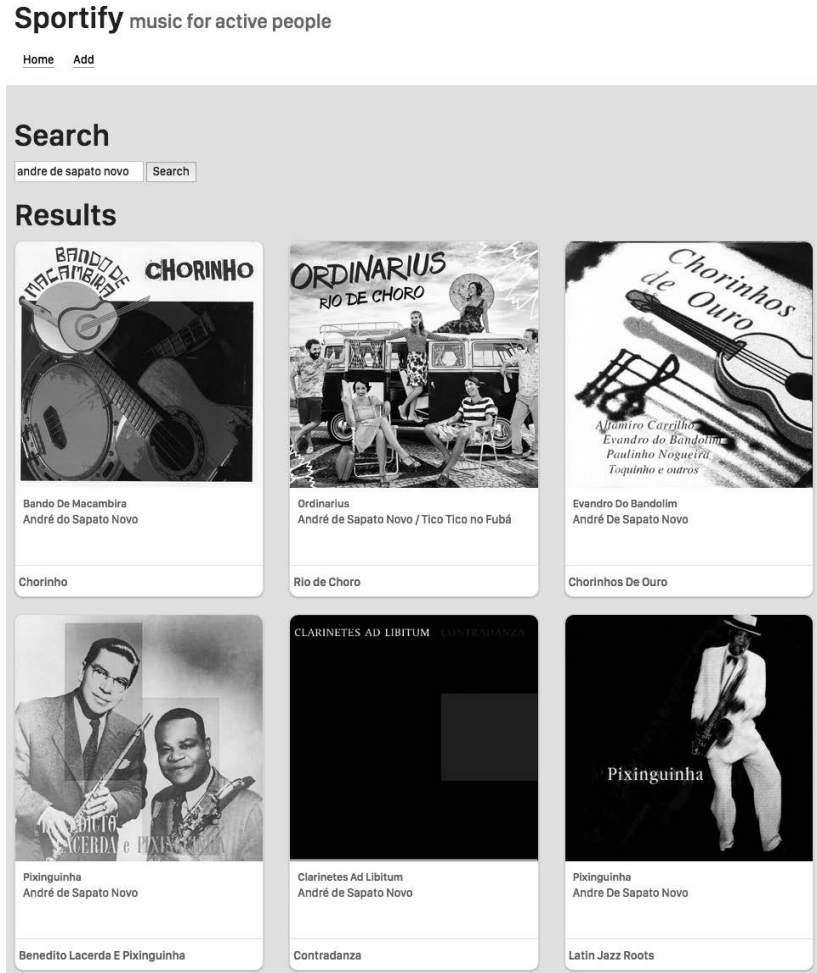 Sportify music for active people
Home Add
Search
andre de sapato novo Search
Results
BANDO DE
MACAMBIRA
CHORINHO
ORDINARIUS
RIO DE CHORO
Chorinhos
de Ouro
Altamiro Carrilho
Evandro do Bandolim
Paulinho Nogueira
Toquinho e outros
Bando De Macambira
André do Sapato Novo
Chorinho
Ordinarius
André de Sapato Novo / Tico Tico no Fubá
Rio de Choro
Evandro Do Bandolim
André De Sapato Novo
Chorinhos De Ouro
BENEDICTO
LACERDA e PIXINGUINHA
CLARINETES AD LIBITUM CONTRADANZA
Pixinguinha
Pixinguinha
André de Sapato Novo
Benedito Lacerda E Pixinguinha
Clarinetes Ad Libitum
André de Sapato Novo
Contradanza
Pixinguinha
Andre De Sapato Novo
Latin Jazz Roots